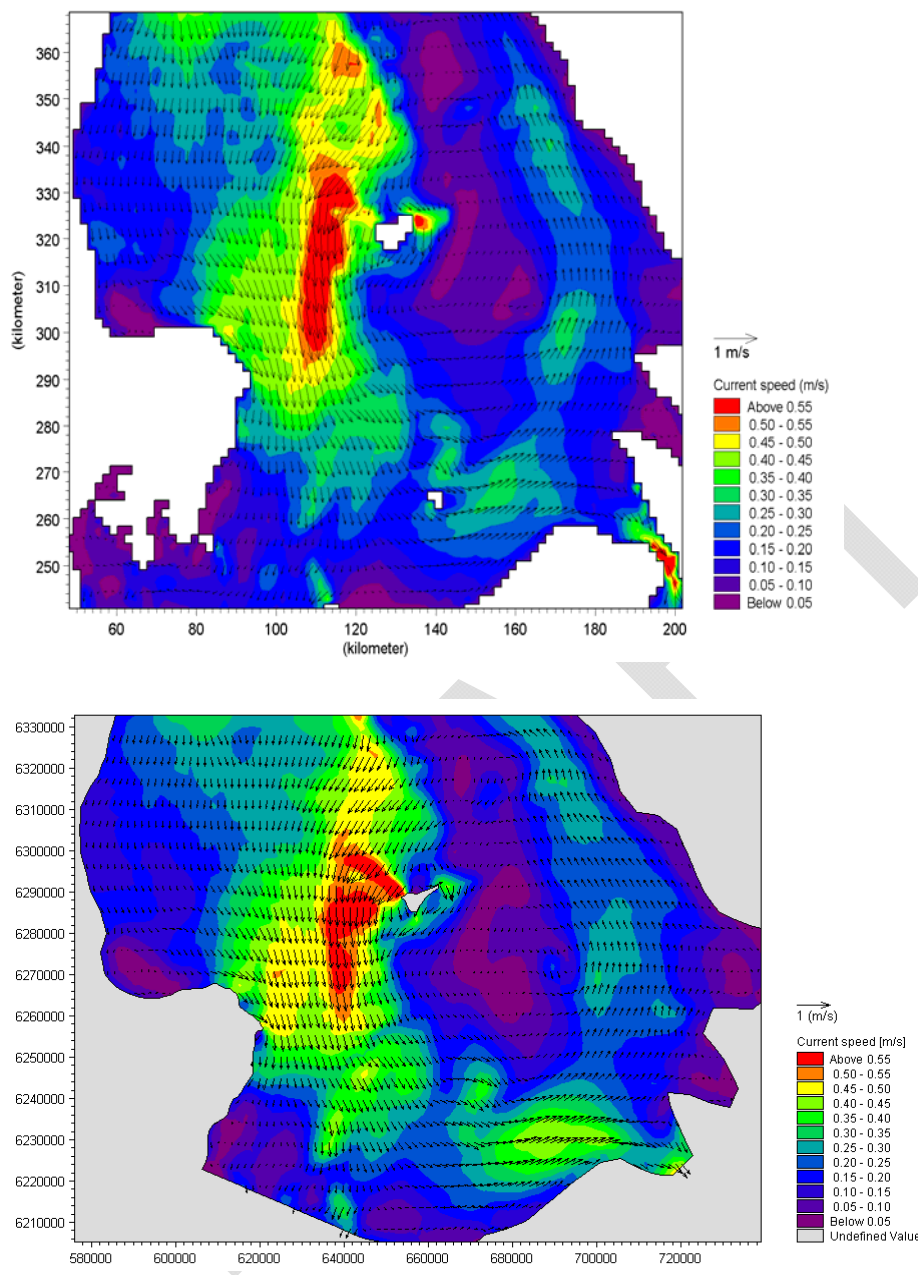 370
360
350
340
330
320
310
300
290
280
270
260
250
(kilometer)
60 80 100 120 140 160 180 200
(kilometer)
1 m/s
Current speed (m/s)
Above 0.55
0.50 - 0.55
0.45 - 0.50
0.40 - 0.45
0.35 - 0.40
0.30 - 0.35
0.25 - 0.30
0.20 - 0.25
0.15 - 0.20
0.10 - 0.15
0.05 - 0.10
Below 0.05
6330000
6320000
6310000
6300000
6290000
6280000
6270000
6260000
6250000
6240000
6230000
6220000
6210000
580000 600000 620000 640000 660000 680000 700000 720000
1 (m/s)
Current speed [m/s]
Above 0.55
0.50 - 0.55
0.45 - 0.50
0.40 - 0.45
0.35 - 0.40
0.30 - 0.35
0.25 - 0.30
0.20 - 0.25
0.15 - 0.20
0.10 - 0.15
0.05 - 0.10
Below 0.05
Undefined Value